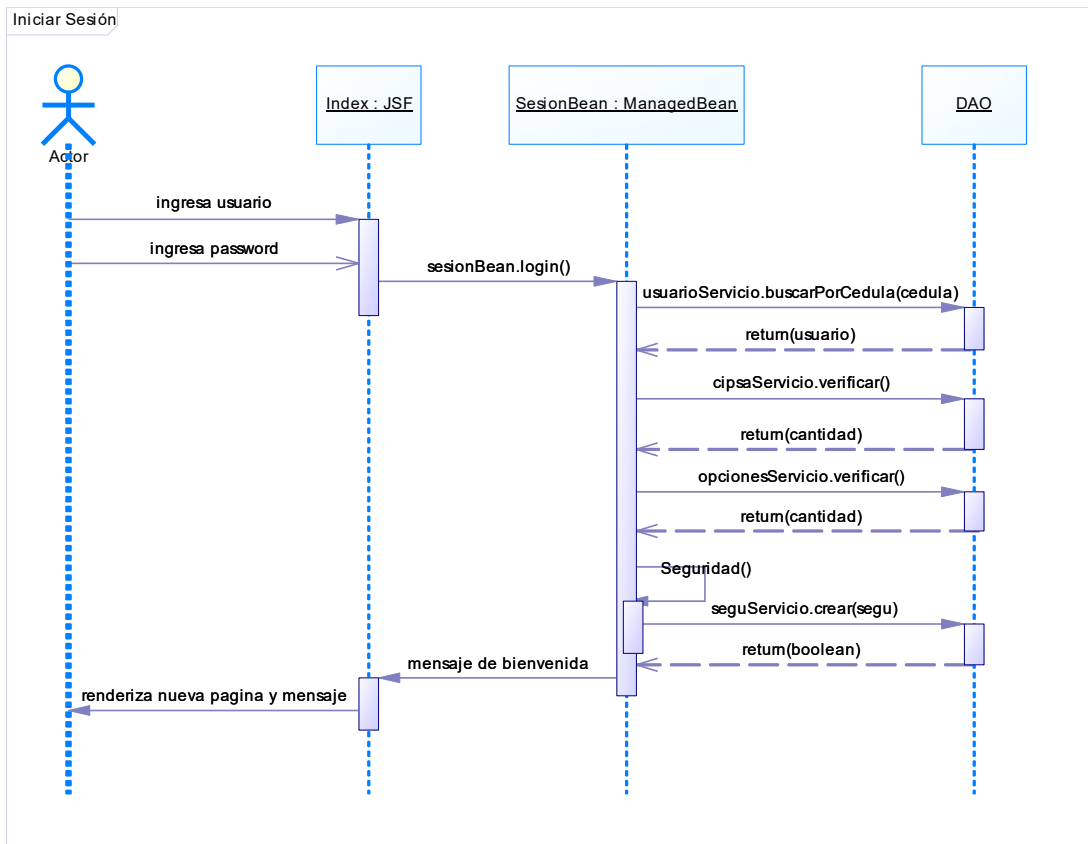 Iniciar Sesión
Actor
Index : JSF
SesionBean : ManagedBean
DAO
ingresa usuario
ingresa password
sesionBean.login()
usuarioServicio.buscarPorCedula(cedula)
return(usuario)
cipsaServicio.verificar()
return(cantidad)
opcionesServicio.verificar()
return(cantidad)
Seguridad()
seguServicio.crear(segu)
return(boolean)
mensaje de bienvenida
renderiza nueva pagina y mensaje